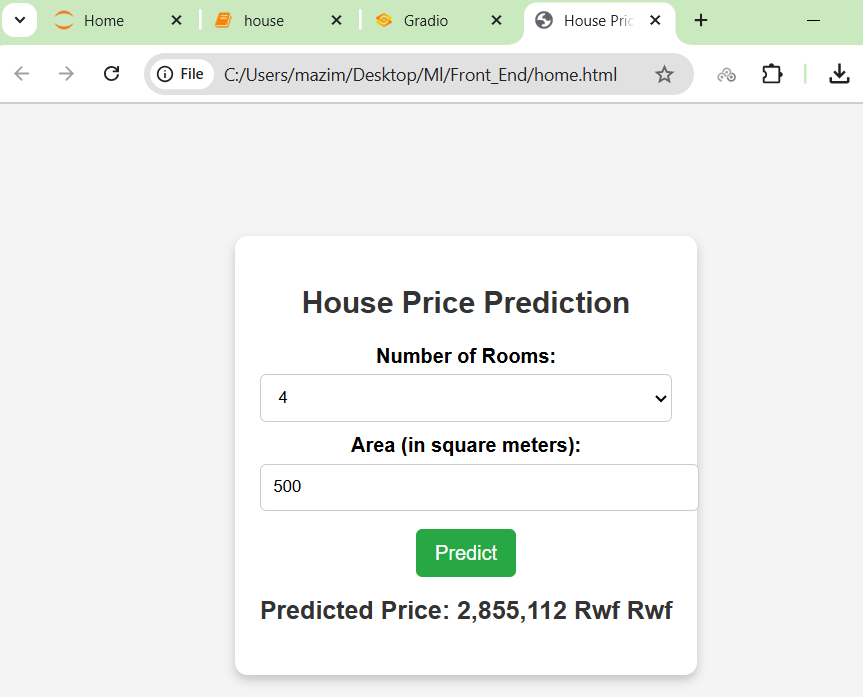 Home
house
Gradio
House Pric
File
C:/Users/mazim/Desktop/Ml/Front_End/home.html
House Price Prediction
Number of Rooms:
4
Area (in square meters):
500
Predict
Predicted Price: 2,855,112 Rwf Rwf